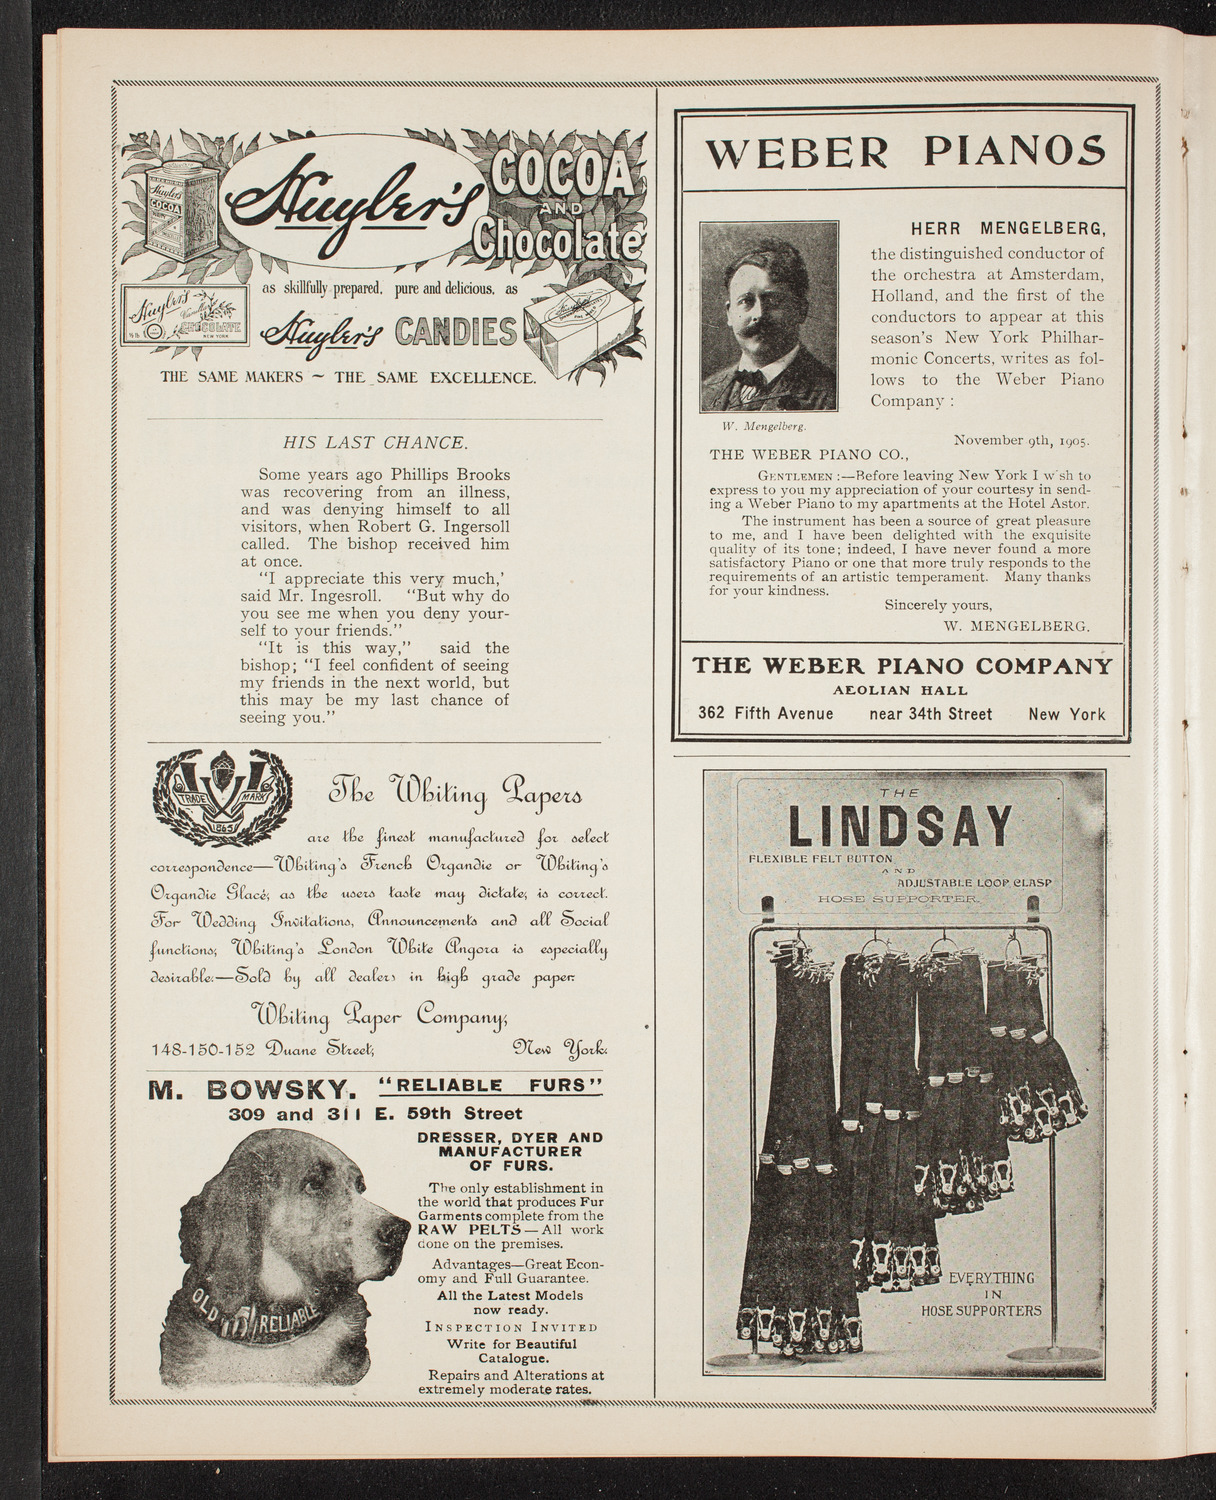 Huyler's
COCOA
AND
Chocolate
Huyler's
COCOA
Huyler's
Vanilla
CHOCOLATE
NEW YORK
as skillfully prepared, pure and delicious, as
Huyler's CANDIES
THE SAME MAKERS ~ THE SAME EXCELLENCE.
HIS LAST CHANCE.
Some years ago Phillips Brooks
was recovering from an illness,
and was denying himself to all
visitors, when Robert G. Ingersoll
called. The bishop received him
at once.
"I appreciate this very much,'
said Mr. Ingesroll. "But why do
you see me when you deny your-
self to your friends."
"It is this way," said the
bishop; "I feel confident of seeing
my friends in the next world, but
this may be my last chance of
seeing you."
TRADE MARK
1865
The Whiting Papers
are the finest manufactured for select
correspondence—Whiting's French Organdie or Whiting's
Organdie Glacé; as the users taste may dictate, is correct.
For Wedding Invitations, Announcements and all Social
functions; Whiting's London White Angora is especially
desirable.—Sold by all dealers in high grade paper.
Whiting Paper Company,
148-150-152 Duane Street, New York.
M. BOWSKY. "RELIABLE FURS"
309 and 311 E. 59th Street
OLD RELIABLE
DRESSER, DYER AND
MANUFACTURER
OF FURS.
The only establishment in
the world that produces Fur
Garments complete from the
RAW PELTS—All work
done on the premises.
Advantages—Great Econ-
omy and Full Guarantee.
All the Latest Models
now ready.
INSPECTION INVITED
Write for Beautiful
Catalogue.
Repairs and Alterations at
extremely moderate rates.
WEBER PIANOS
W. Mengelberg.
HERR MENGELBERG,
the distinguished conductor of
the orchestra at Amsterdam,
Holland, and the first of the
conductors to appear at this
season's New York Philhar-
monic Concerts, writes as fol-
lows to the Weber Piano
Company :
November 9th, 1905.
THE WEBER PIANO CO.,
GENTLEMEN :—Before leaving New York I wish to
express to you my appreciation of your courtesy in send-
ing a Weber Piano to my apartments at the Hotel Astor.
The instrument has been a source of great pleasure
to me, and I have been delighted with the exquisite
quality of its tone; indeed, I have never found a more
satisfactory Piano or one that more truly responds to the
requirements of an artistic temperament. Many thanks
for your kindness.
Sincerely yours,
W. MENGELBERG.
THE WEBER PIANO COMPANY
AEOLIAN HALL
362 Fifth Avenue near 34th Street New York
THE
LINDSAY
FLEXIBLE FELT BUTTON
AND
ADJUSTABLE LOOP CLASP
HOSE SUPPORTER.
EVERYTHING
IN
HOSE SUPPORTERS